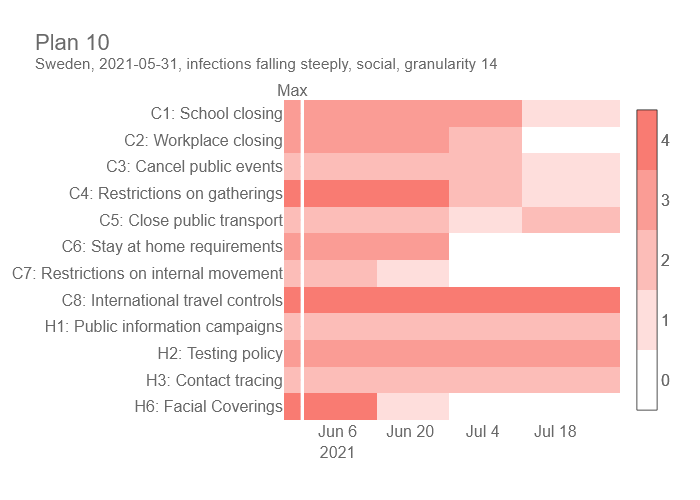 Plan 10
Sweden, 2021-05-31, infections falling steeply, social, granularity 14
Max
C1: School closing
C2: Workplace closing
C3: Cancel public events
C4: Restrictions on gatherings
C5: Close public transport
C6: Stay at home requirements
C7: Restrictions on internal movement
C8: International travel controls
H1: Public information campaigns
H2: Testing policy
H3: Contact tracing
H6: Facial Coverings
4
3
2
1
0
Jun 6 Jun 20 Jul 4 Jul 18
2021